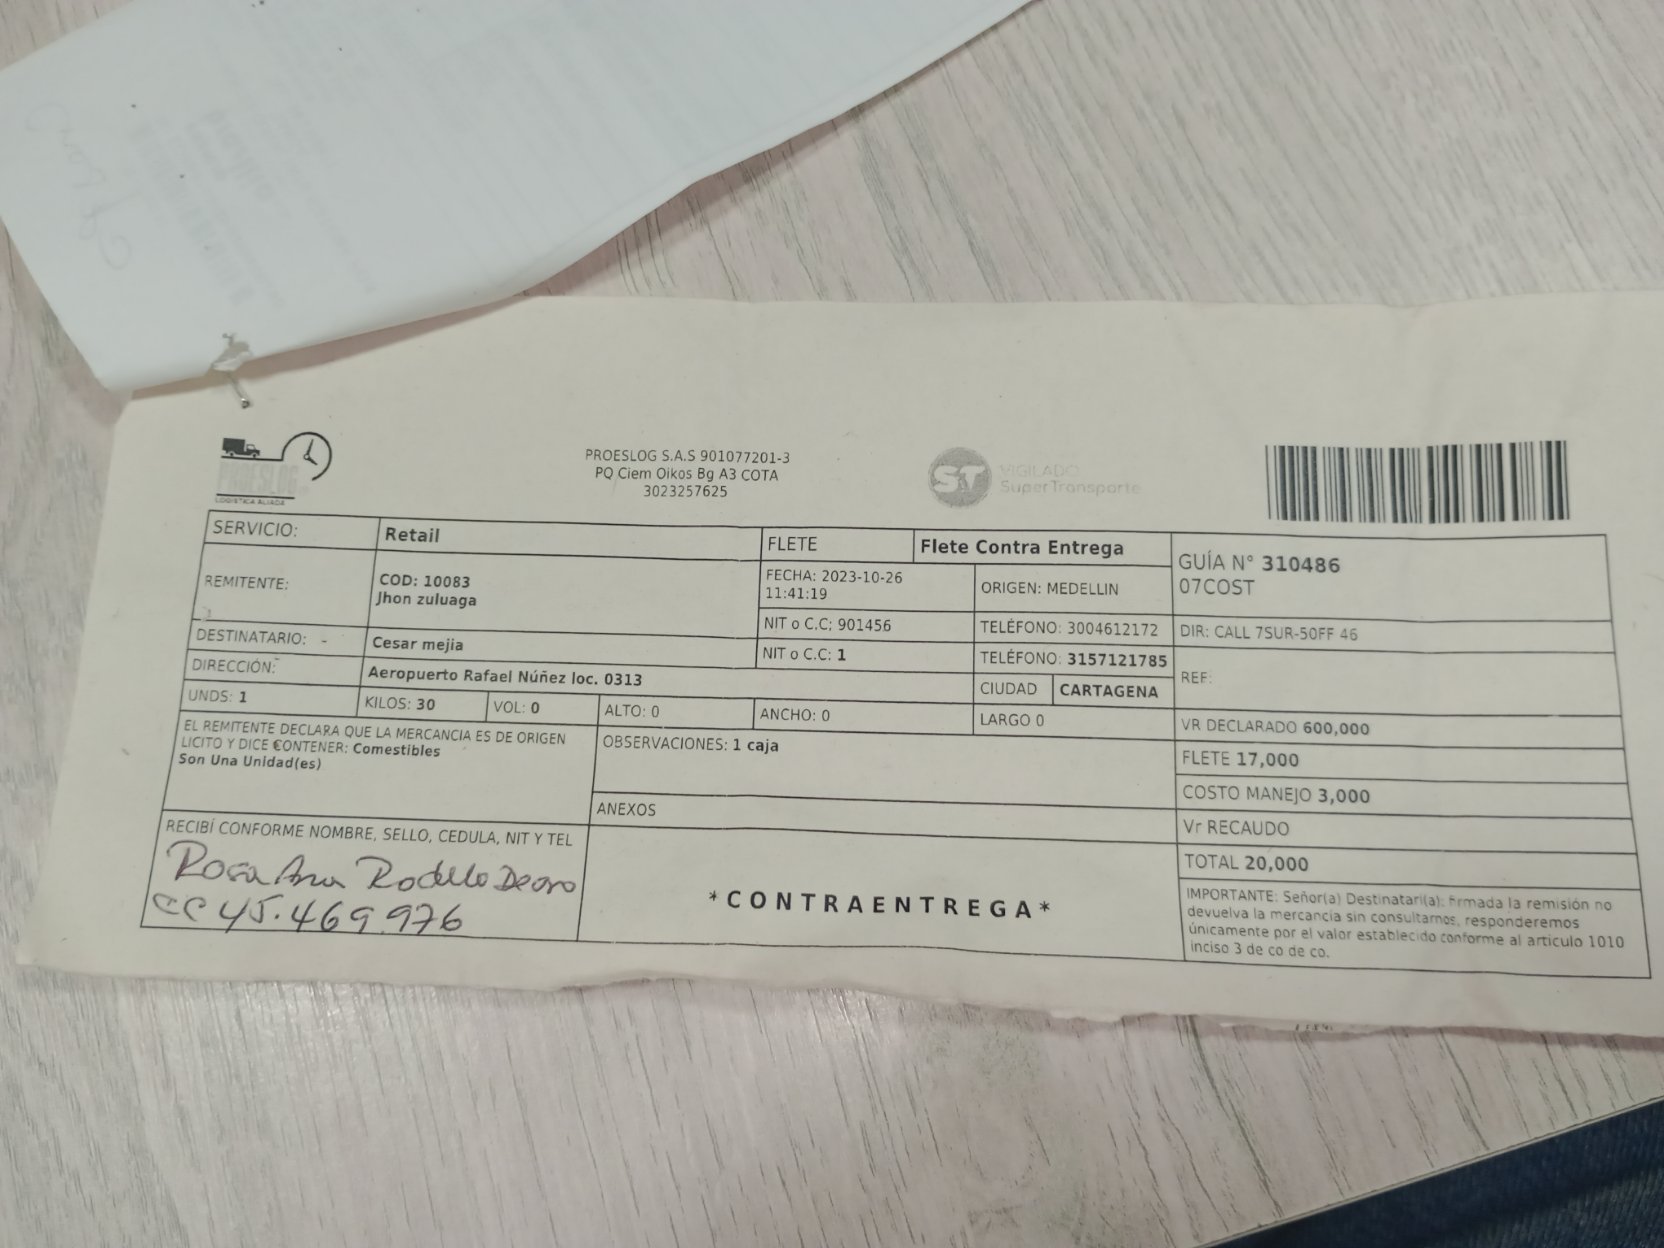 PROESLOG
LOGISTICA ALIADA
PROESLOG S.A.S 901077201-3
PQ Ciem Oikos Bg A3 COTA
3023257625
ST VIGILADO
SuperTransporte
SERVICIO: Retail
FLETE Flete Contra Entrega
GUÍA N° 310486
07COST
REMITENTE: COD: 10083
Jhon zuluaga
FECHA: 2023-10-26
11:41:19
ORIGEN: MEDELLIN
NIT o C.C: 901456
TELÉFONO: 3004612172
DIR: CALL 7SUR-50FF 46
DESTINATARIO: - Cesar mejia
NIT o C.C: 1
TELÉFONO: 3157121785
REF:
DIRECCIÓN: Aeropuerto Rafael Núñez loc. 0313
CIUDAD CARTAGENA
UNDS: 1
KILOS: 30
VOL: 0
ALTO: 0
ANCHO: 0
LARGO 0
VR DECLARADO 600,000
EL REMITENTE DECLARA QUE LA MERCANCIA ES DE ORIGEN
LICITO Y DICE CONTENER: Comestibles
Son Una Unidad(es)
OBSERVACIONES: 1 caja
FLETE 17,000
COSTO MANEJO 3,000
ANEXOS
Vr RECAUDO
TOTAL 20,000
RECIBÍ CONFORME NOMBRE, SELLO, CEDULA, NIT Y TEL
Rosa Ana Rodelo Deoro
CC 45.469.976
*CONTRAENTREGA*
IMPORTANTE: Señor(a) Destinatari(a): firmada la remisión no
devuelva la mercancia sin consultarnos, responderemos
únicamente por el valor establecido conforme al articulo 1010
inciso 3 de co de co.